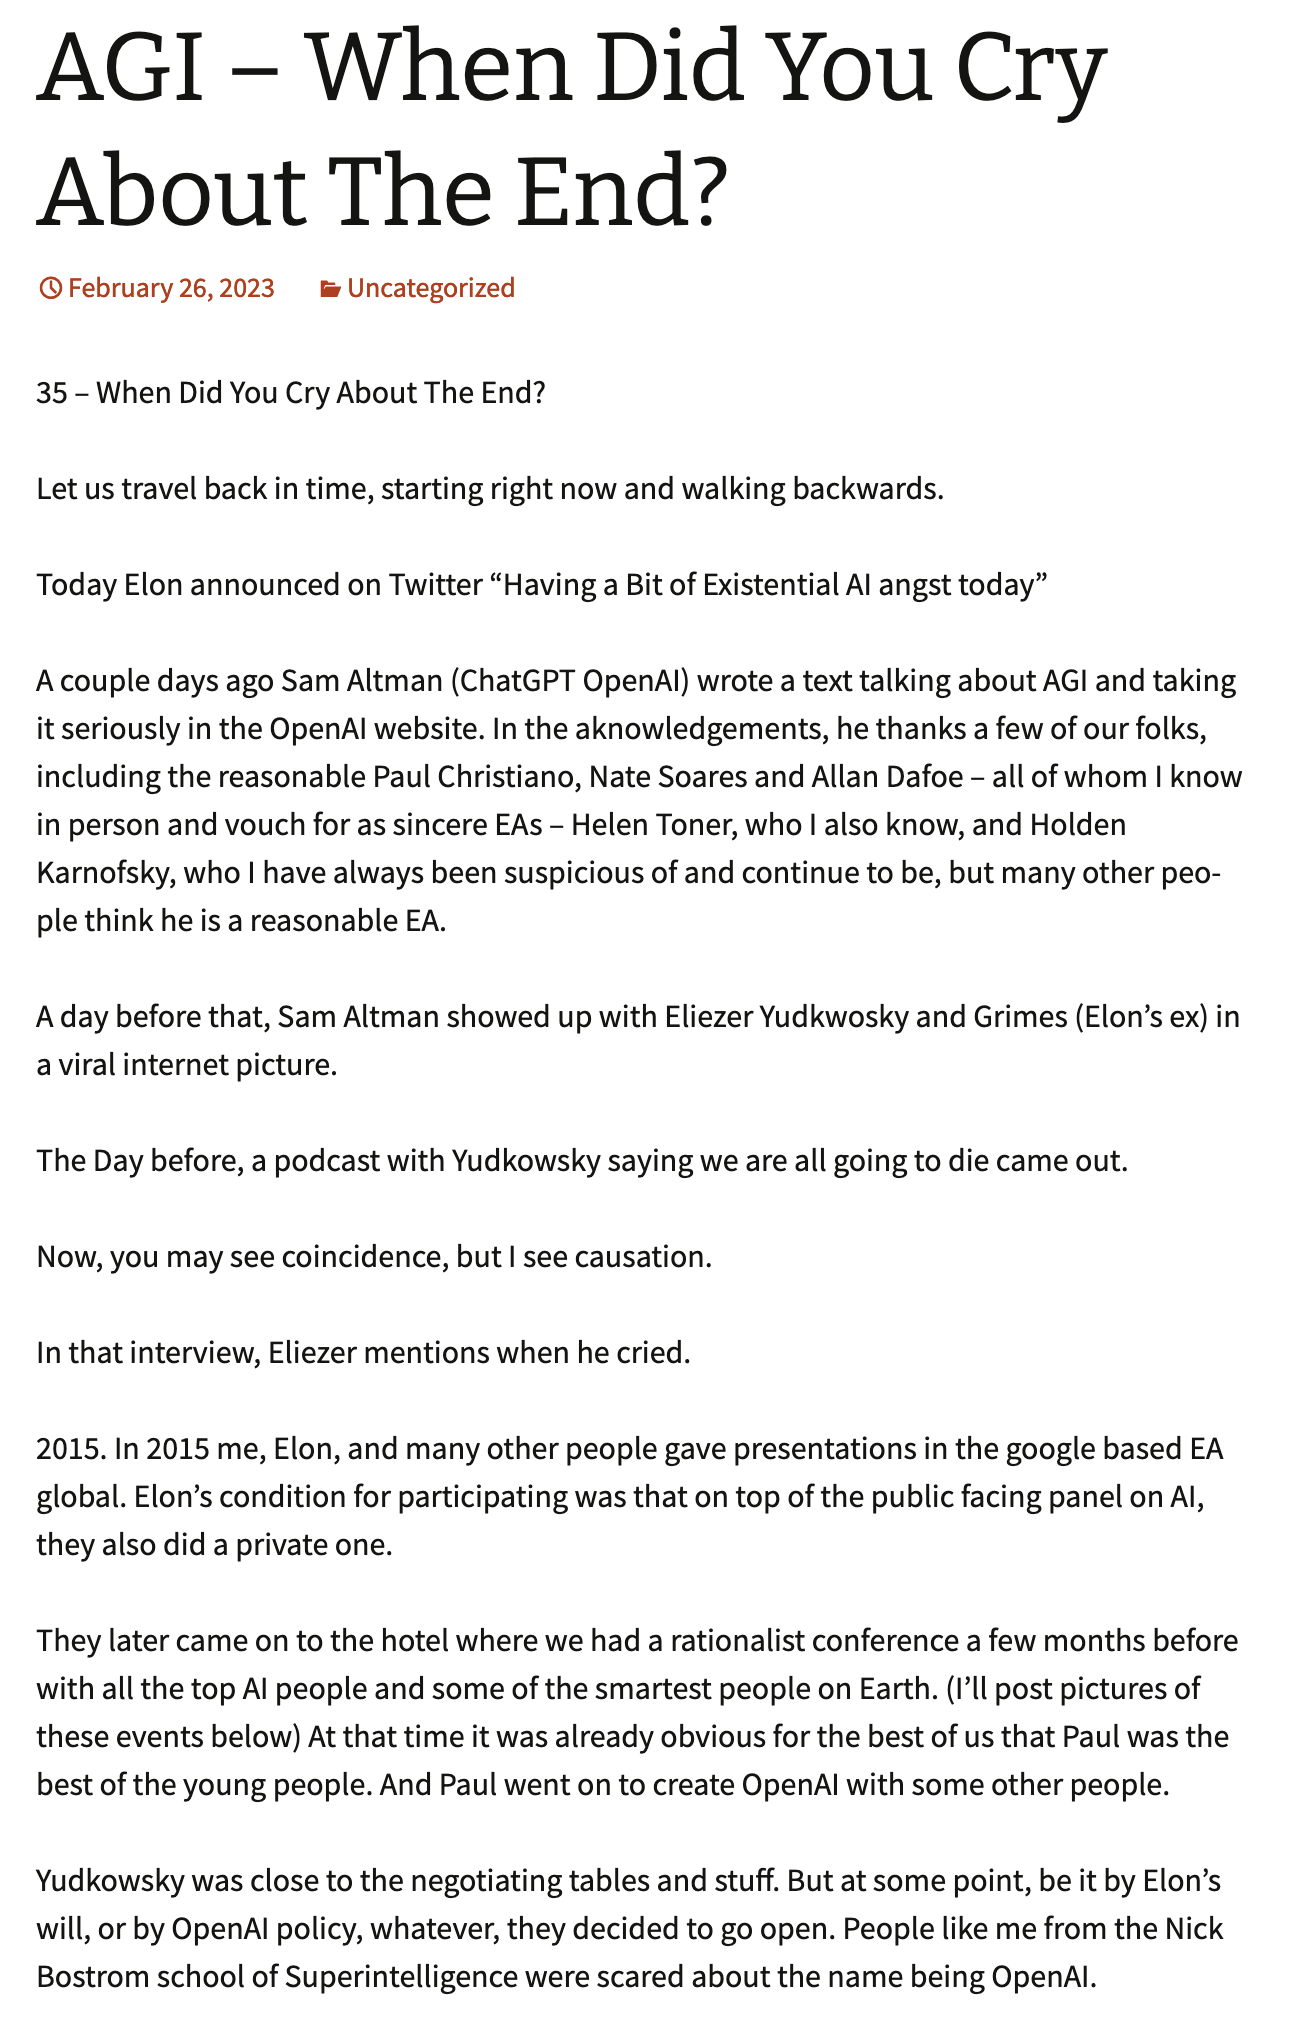 AGI – When Did You Cry
About The End?
February 26, 2023 Uncategorized
35 – When Did You Cry About The End?
Let us travel back in time, starting right now and walking backwards.
Today Elon announced on Twitter “Having a Bit of Existential AI angst today”
A couple days ago Sam Altman (ChatGPT OpenAI) wrote a text talking about AGI and taking
it seriously in the OpenAI website. In the aknowledgements, he thanks a few of our folks,
including the reasonable Paul Christiano, Nate Soares and Allan Dafoe – all of whom I know
in person and vouch for as sincere EAs – Helen Toner, who I also know, and Holden
Karnofsky, who I have always been suspicious of and continue to be, but many other peo-
ple think he is a reasonable EA.
A day before that, Sam Altman showed up with Eliezer Yudkwosky and Grimes (Elon’s ex) in
a viral internet picture.
The Day before, a podcast with Yudkowsky saying we are all going to die came out.
Now, you may see coincidence, but I see causation.
In that interview, Eliezer mentions when he cried.
2015. In 2015 me, Elon, and many other people gave presentations in the google based EA
global. Elon’s condition for participating was that on top of the public facing panel on AI,
they also did a private one.
They later came on to the hotel where we had a rationalist conference a few months before
with all the top AI people and some of the smartest people on Earth. (I’ll post pictures of
these events below) At that time it was already obvious for the best of us that Paul was the
best of the young people. And Paul went on to create OpenAI with some other people.
Yudkowsky was close to the negotiating tables and stuff. But at some point, be it by Elon’s
will, or by OpenAI policy, whatever, they decided to go open. People like me from the Nick
Bostrom school of Superintelligence were scared about the name being OpenAI.